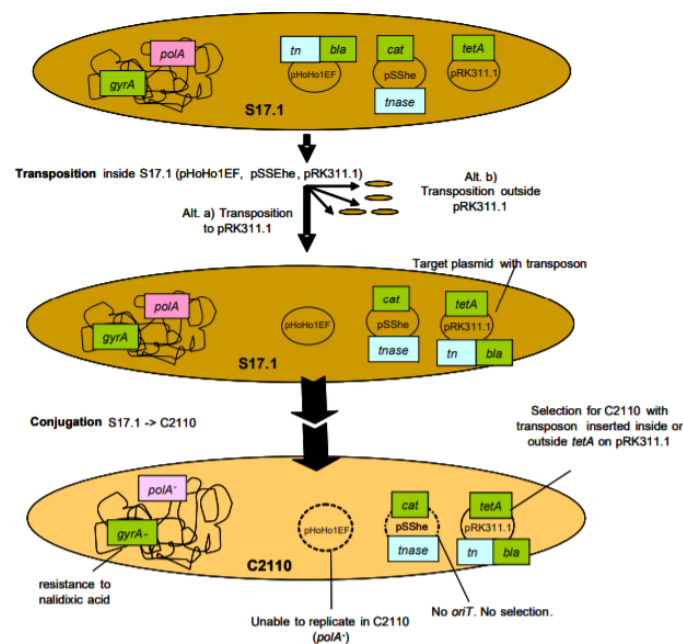 polA
gyrA
tn
bla
pHoHo1EF
cat
pSShe
tnase
tetA
pRK311.1
S17.1
Transposition inside S17.1 (pHoHo1EF, pSSEhe, pRK311.1)
Alt. a) Transposition
to pRK311.1
Alt. b)
Transposition outside
pRK311.1
Target plasmid with transposon
polA
gyrA
pHoHo1EF
cat
pSShe
tnase
tetA
pRK311.1
tn
bla
S17.1
Conjugation S17.1 -> C2110
Selection for C2110 with
transposon inserted inside or
outside tetA on pRK311.1
polA-
gyrA-
pHoHo1EF
cat
pSShe
tnase
tetA
pRK311.1
tn
bla
C2110
resistance to
nalidixic acid
Unable to replicate in C2110
(polA-)
No oriT. No selection.